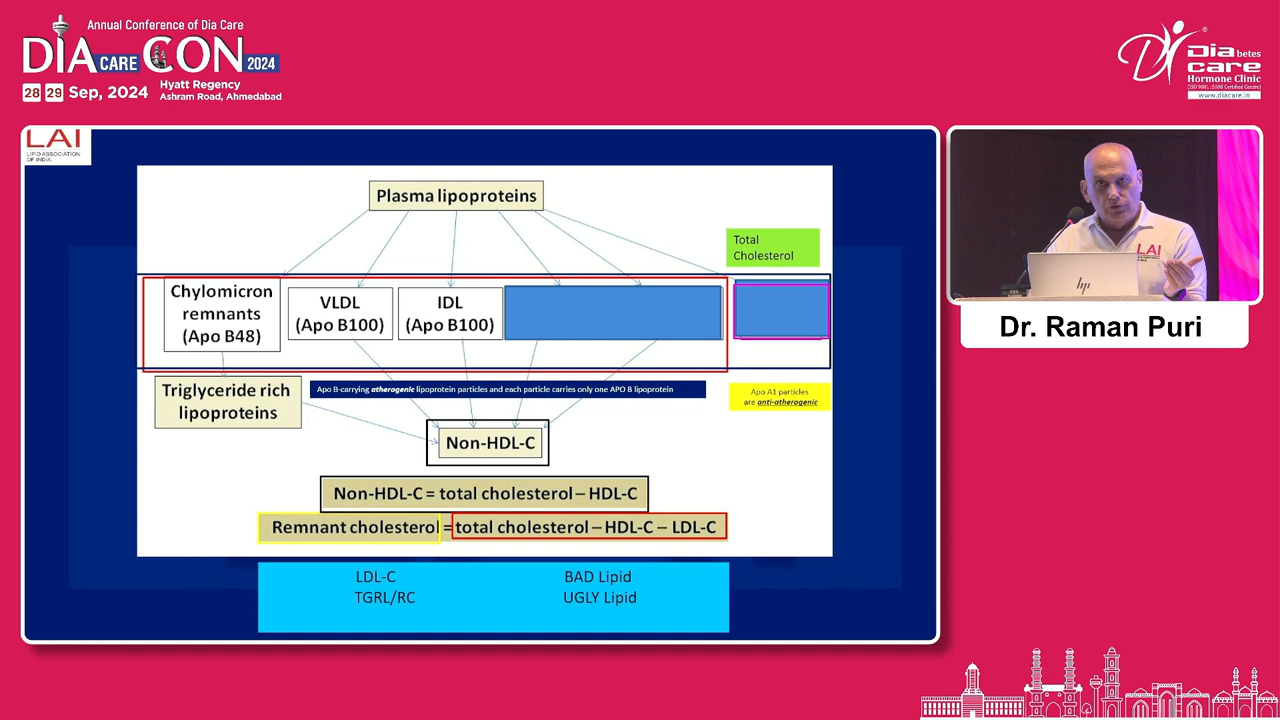 Annual Conference of Dia Care
DIA CARE CON 2024
28 29 Sep, 2024
Hyatt Regency
Ashram Road, Ahmedabad
Diabetes
care
Hormone Clinic
(ISO 9001:2008 Certified Centre)
www.diacare.in
LAI
LIPID ASSOCIATION
OF INDIA
Plasma lipoproteins
Total
Cholesterol
Chylomicron
remnants
(Apo B48)
VLDL
(Apo B100)
IDL
(Apo B100)
Triglyceride rich
lipoproteins
Apo B-carrying atherogenic lipoprotein particles and each particle carries only one APO B lipoprotein
Apo A1 particles
are anti-atherogenic
Non-HDL-C
Non-HDL-C = total cholesterol – HDL-C
Remnant cholesterol = total cholesterol – HDL-C – LDL-C
LDL-C BAD Lipid
TGRL/RC UGLY Lipid
LAI
hp
Dr. Raman Puri